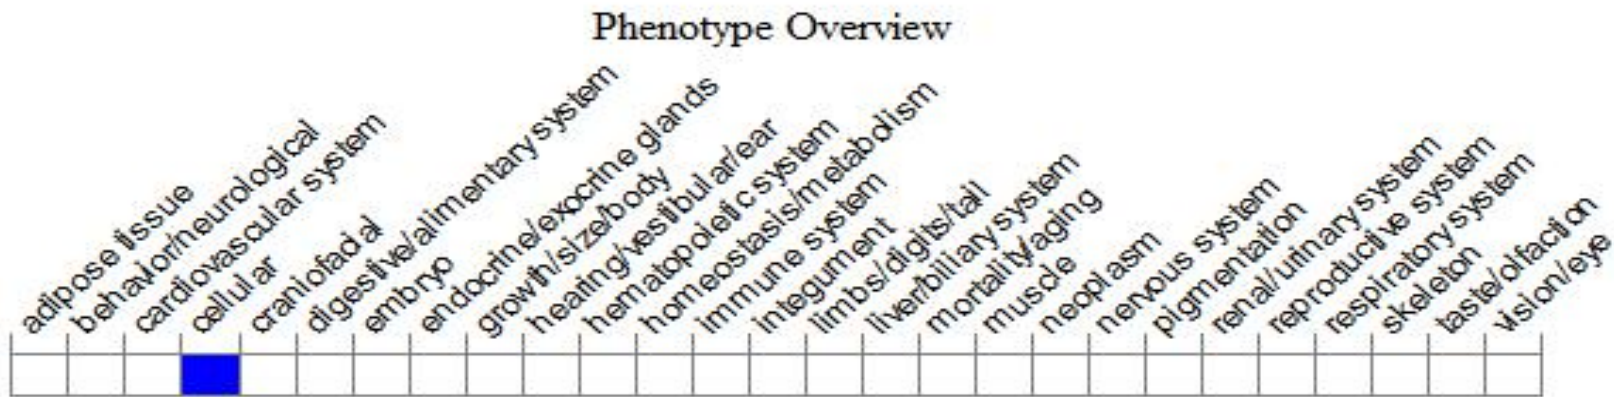 Phenotype Overview
adipose tissue
behavior/neurological
cardiovascular system
cellular
craniofacial
digestive/alimentary system
embryo
endocrine/exocrine glands
growth/size/body
hearing/vestibular/ear
hematopoietic system
homeostasis/metabolism
immune system
integument
limbs/digits/tail
liver/biliary system
mortality/aging
muscle
neoplasm
nervous system
pigmentation
renal/urinary system
reproductive system
respiratory system
skeleton
taste/olfaction
vision/eye